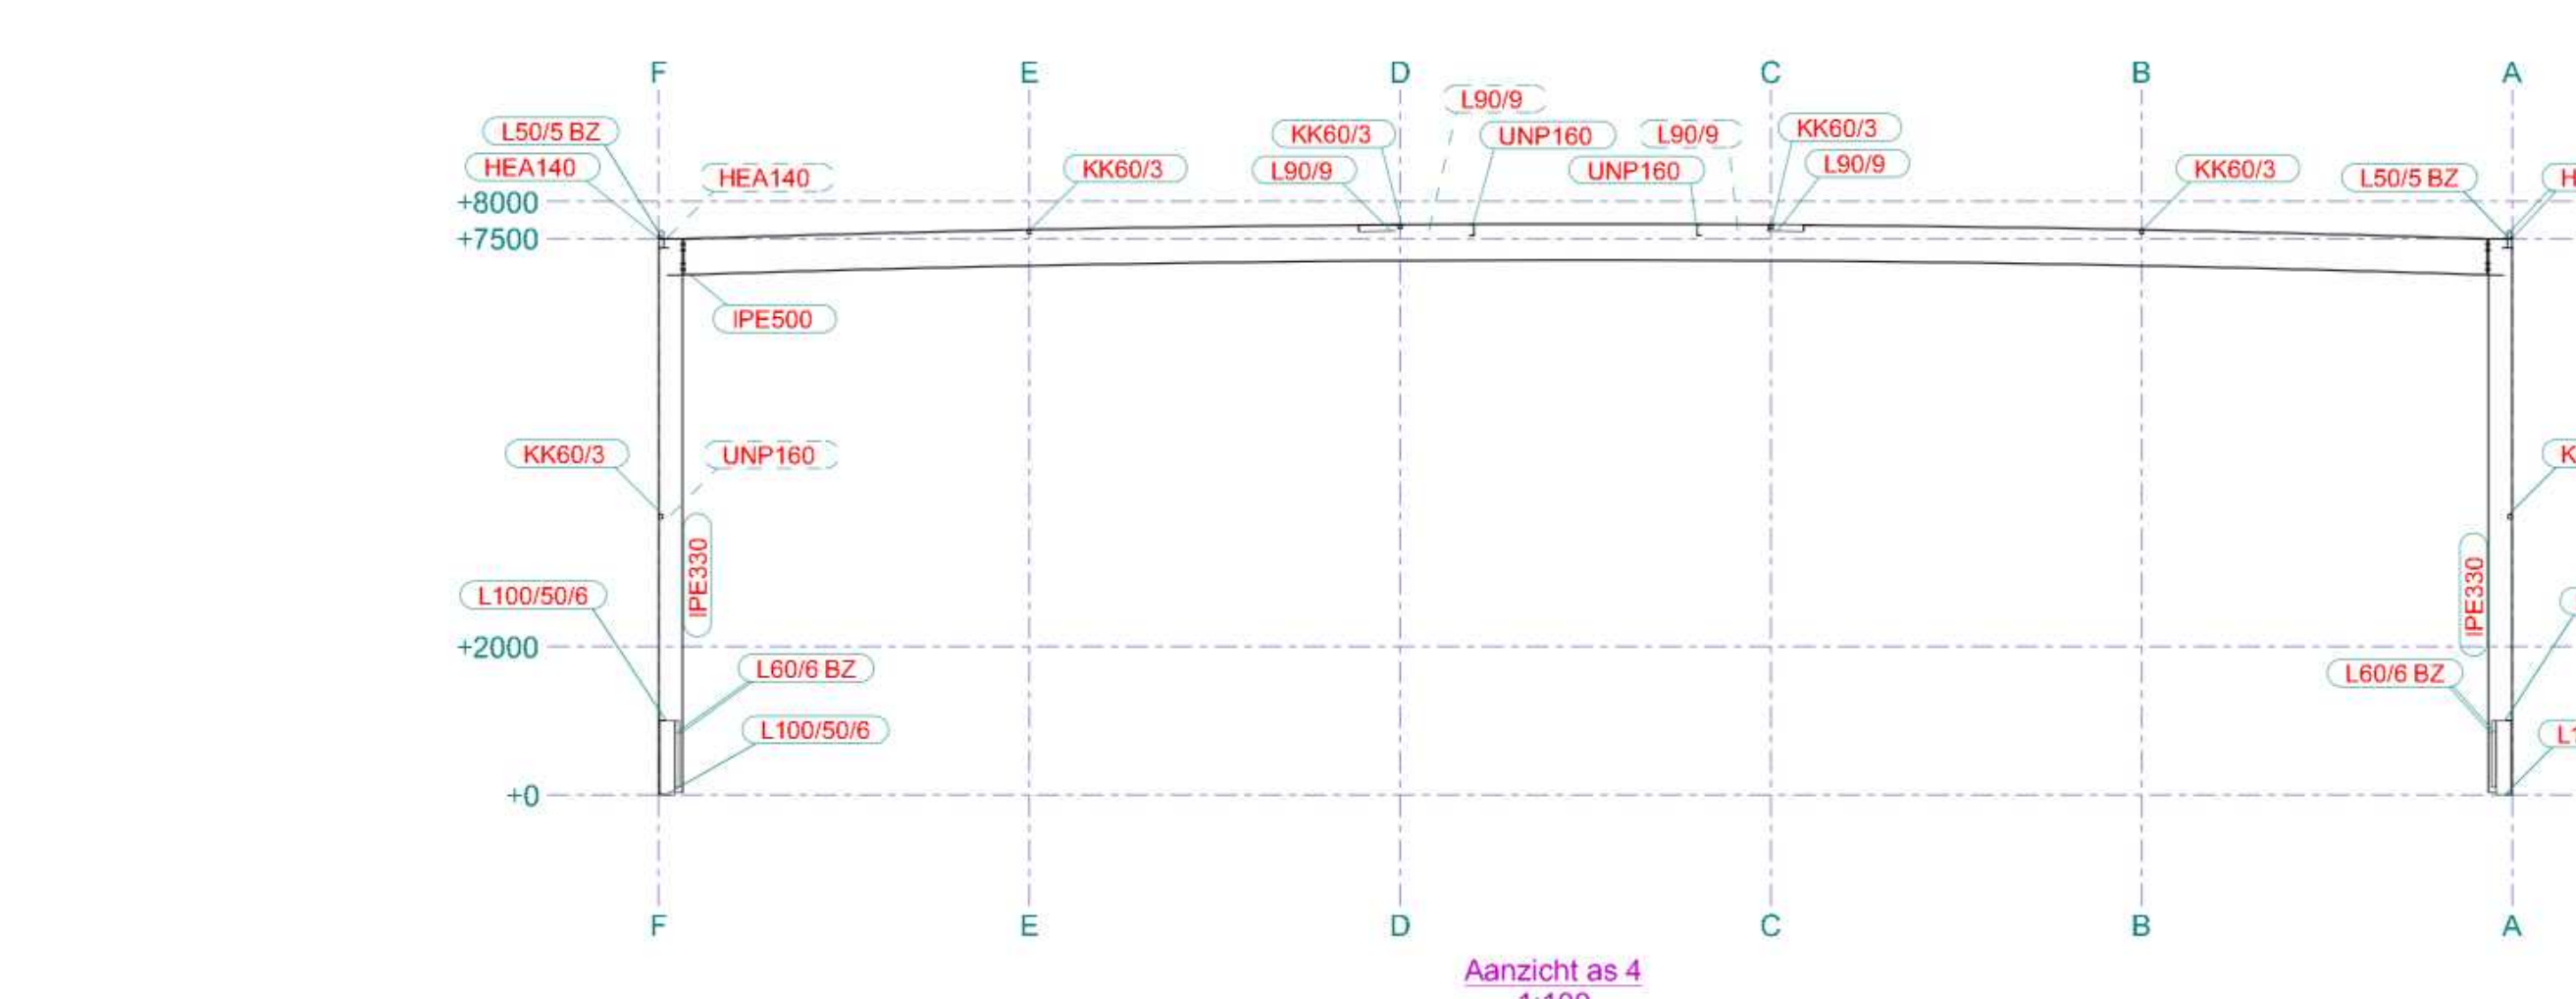 F E D C B A
L90/9
L50/5 BZ
KK60/3 UNP160 L90/9 KK60/3
HEA140 HEA140 KK60/3 L90/9 UNP160 L90/9 KK60/3 L50/5 BZ H
+8000
+7500
IPE500
KK60/3 UNP160 K
IPE330 IPE330
L100/50/6
+2000
L60/6 BZ L60/6 BZ
L100/50/6 L1
+0
F E D C B A
Aanzicht as 4